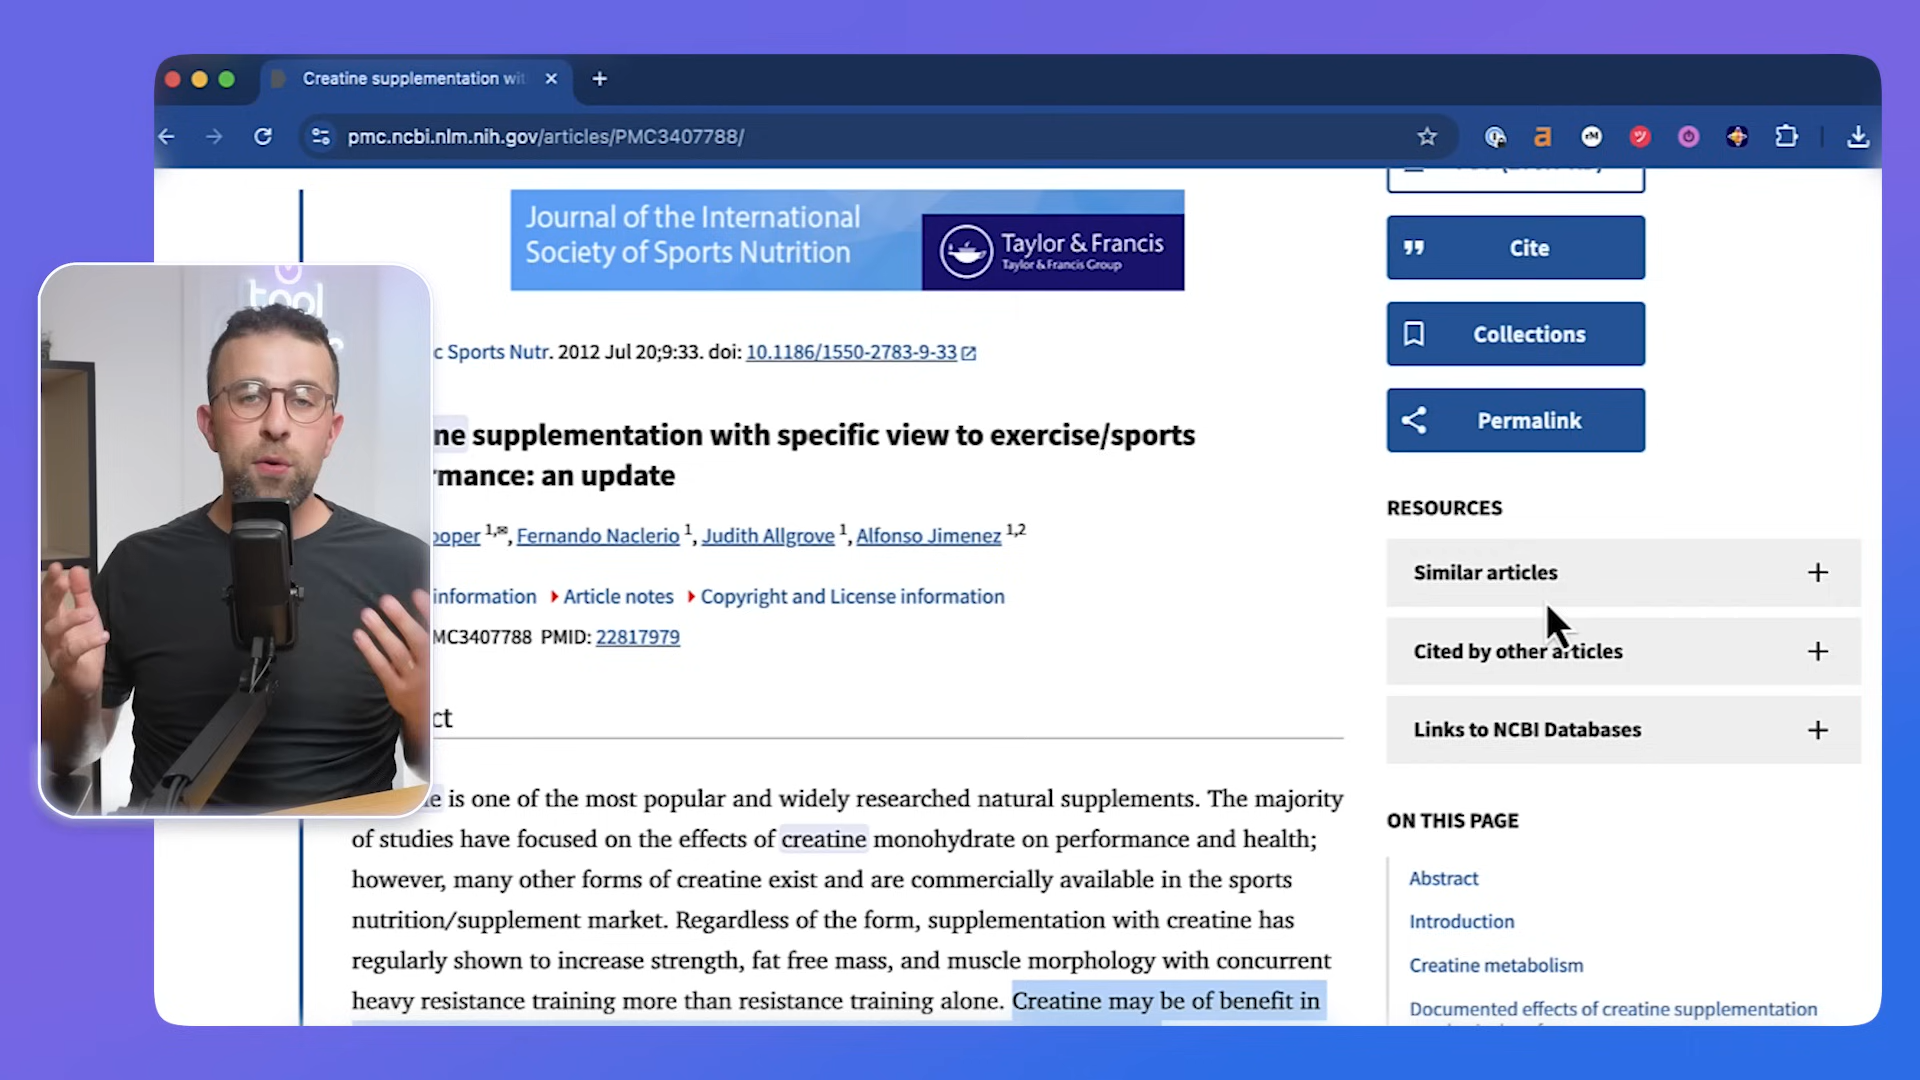 Creatine supplementation wit
pmc.ncbi.nlm.nih.gov/articles/PMC3407788/
Journal of the International
Society of Sports Nutrition
Taylor & Francis
Taylor & Francis Group
Cite
Collections
Permalink
tool
c Sports Nutr. 2012 Jul 20;9:33. doi: 10.1186/1550-2783-9-33
ne supplementation with specific view to exercise/sports
rmance: an update
ooper 1,✉, Fernando Naclerio 1, Judith Allgrove 1, Alfonso Jimenez 1,2
information Article notes Copyright and License information
MC3407788 PMID: 22817979
ct
e is one of the most popular and widely researched natural supplements. The majority
of studies have focused on the effects of creatine monohydrate on performance and health;
however, many other forms of creatine exist and are commercially available in the sports
nutrition/supplement market. Regardless of the form, supplementation with creatine has
regularly shown to increase strength, fat free mass, and muscle morphology with concurrent
heavy resistance training more than resistance training alone. Creatine may be of benefit in
RESOURCES
Similar articles
Cited by other articles
Links to NCBI Databases
ON THIS PAGE
Abstract
Introduction
Creatine metabolism
Documented effects of creatine supplementation